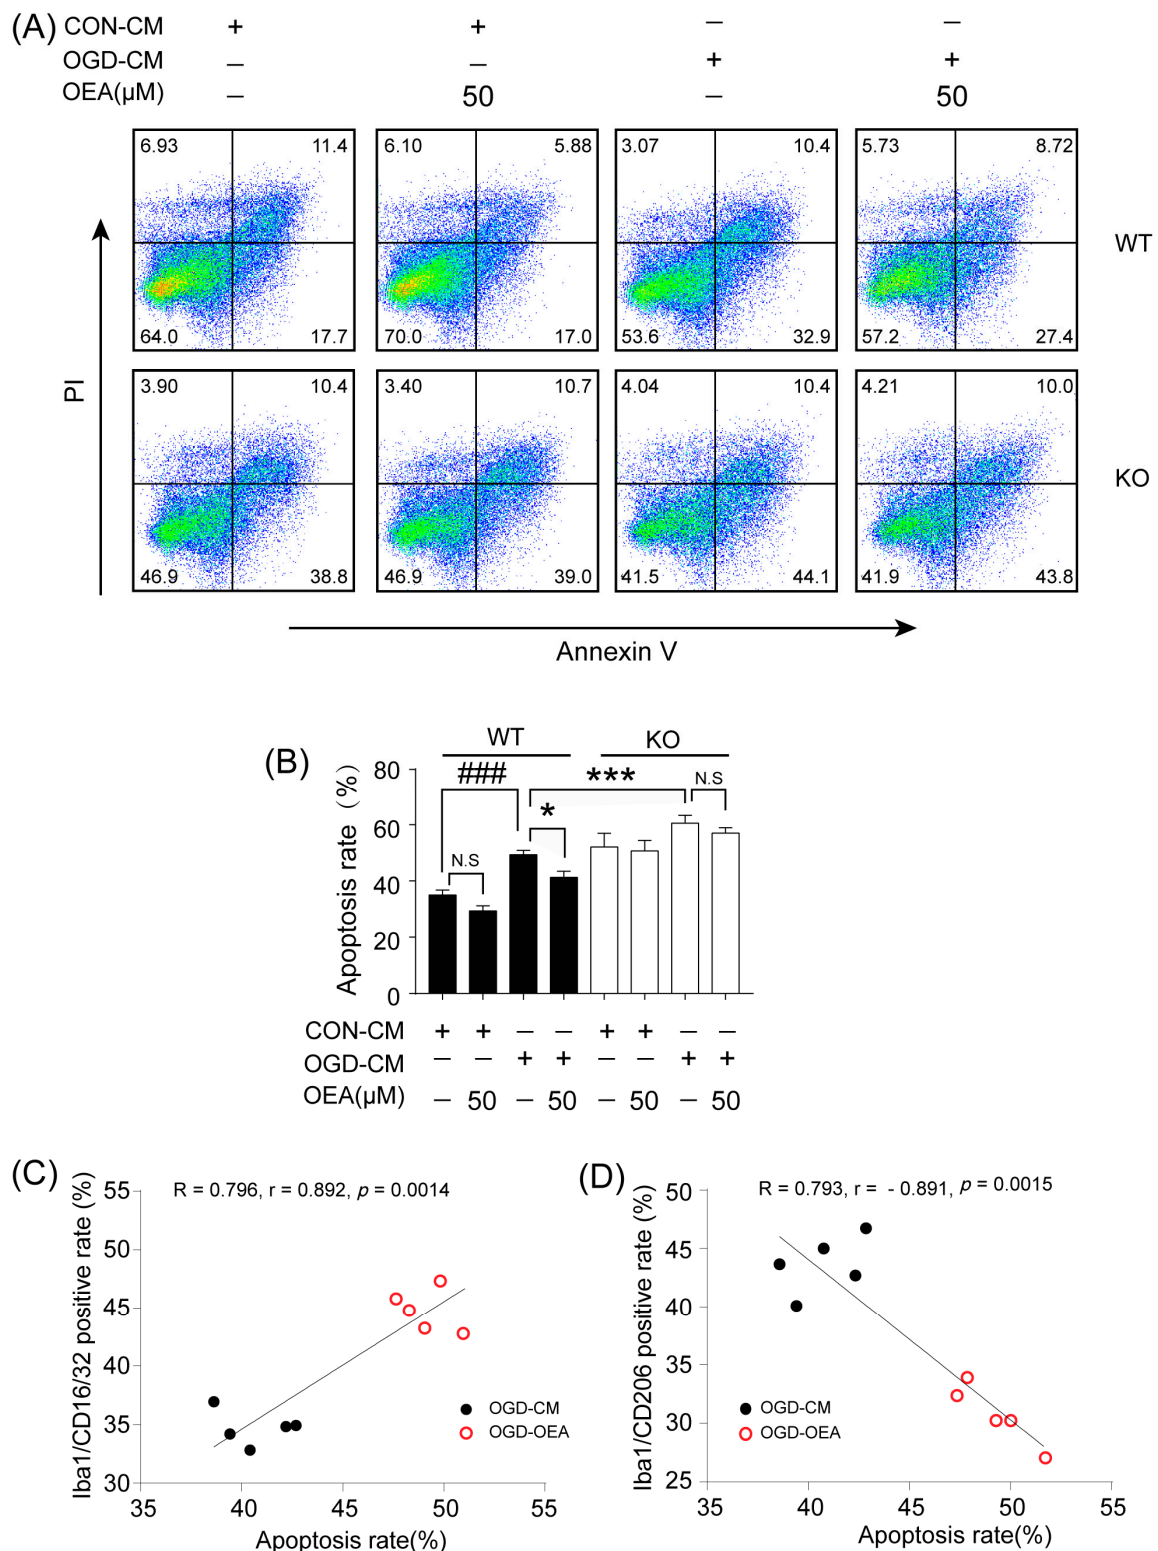 (A) CON-CM + + — —
OGD-CM — — + +
OEA(µM) — 50 — 50
6.93 11.4 6.10 5.88 3.07 10.4 5.73 8.72
WT
64.0 17.7 70.0 17.0 53.6 32.9 57.2 27.4
3.90 10.4 3.40 10.7 4.04 10.4 4.21 10.0
PI
KO
46.9 38.8 46.9 39.0 41.5 44.1 41.9 43.8
Annexin V
(B) WT KO
80 ### *** N.S
*
60
N.S
40
20
0
Apoptosis rate (%)
CON-CM + + — — + + — —
OGD-CM — — + + — — + +
OEA(µM) — 50 — 50 — 50 — 50
(C)
R = 0.796, r = 0.892, p = 0.0014
Iba1/CD16/32 positive rate (%)
55
50
45
40
35
30
OGD-CM
OGD-OEA
35 40 45 50 55
Apoptosis rate(%)
(D)
R = 0.793, r = - 0.891, p = 0.0015
Iba1/CD206 positive rate (%)
50
45
40
35
30
25
OGD-CM
OGD-OEA
35 40 45 50 55
Apoptosis rate(%)